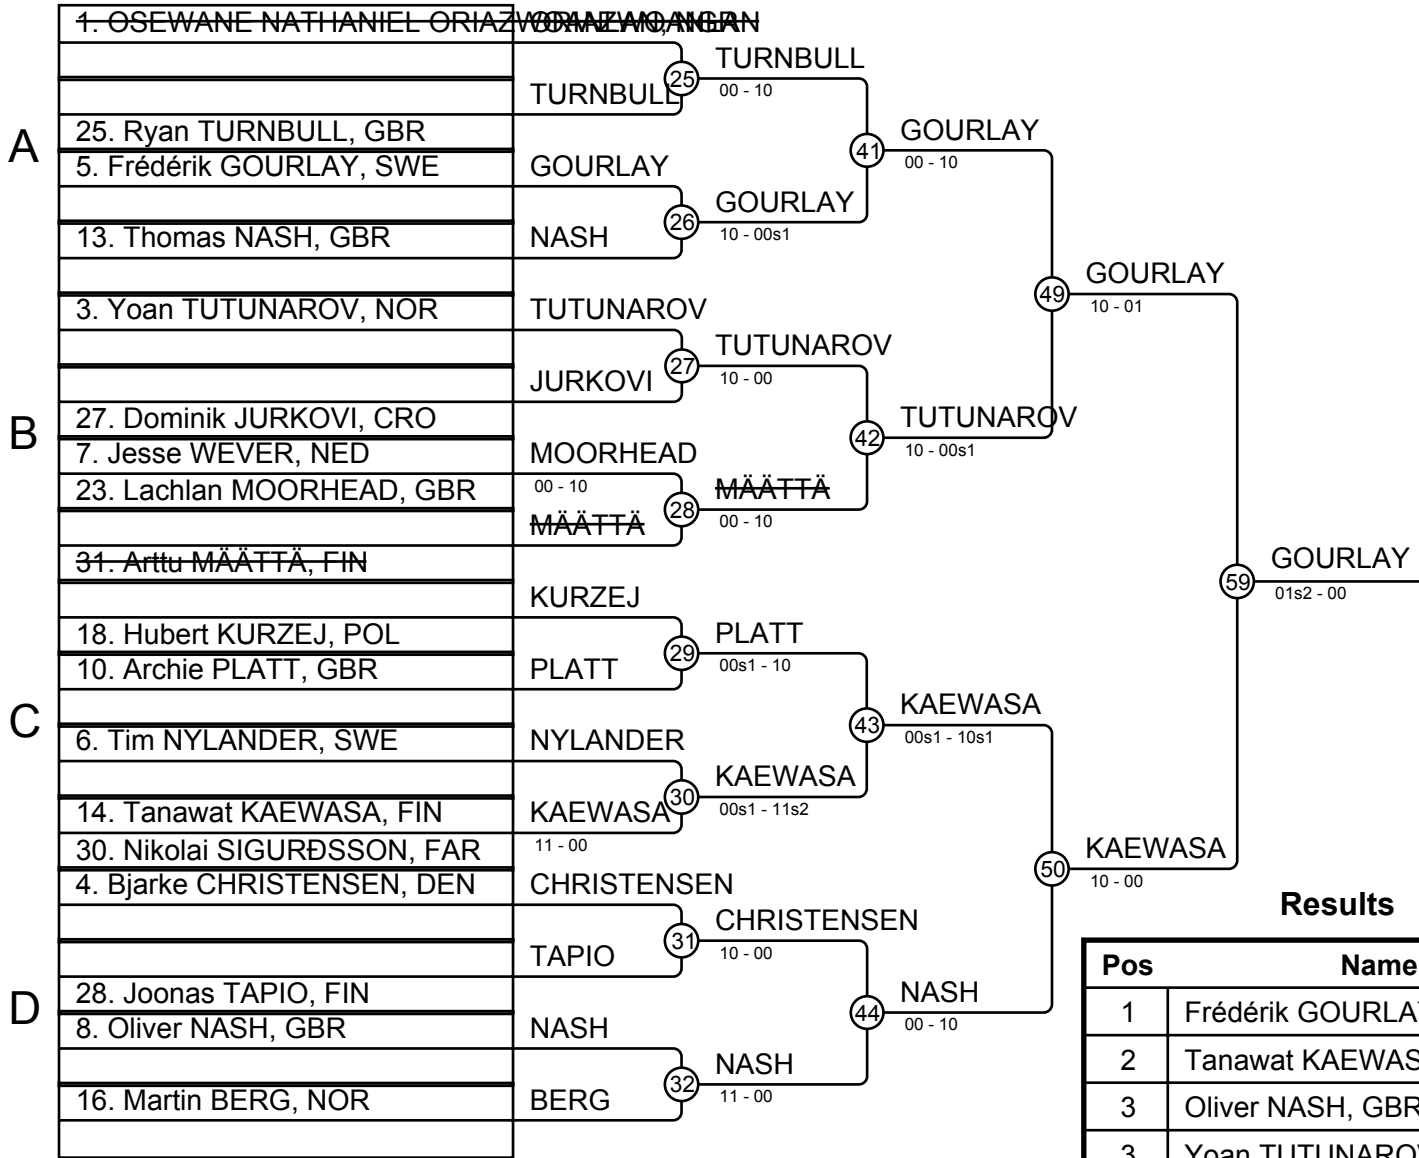 A
1. OSEWANE NATHANIEL ORIAZWORMZWAN, NGR
25. Ryan TURNBULL, GBR
5. Frédérik GOURLAY, SWE
13. Thomas NASH, GBR
B
3. Yoan TUTUNAROV, NOR
27. Dominik JURKOVI, CRO
7. Jesse WEVER, NED
23. Lachlan MOORHEAD, GBR
31. Arttu MÄÄTTÄ, FIN
C
18. Hubert KURZEJ, POL
10. Archie PLATT, GBR
6. Tim NYLANDER, SWE
14. Tanawat KAEWASA, FIN
30. Nikolai SIGURÐSSON, FAR
D
4. Bjarke CHRISTENSEN, DEN
28. Joonas TAPIO, FIN
8. Oliver NASH, GBR
16. Martin BERG, NOR
TURNBULL
GOURLAY
NASH
TUTUNAROV
JURKOVI
MOORHEAD
00 - 10
MÄÄTTÄ
KURZEJ
PLATT
NYLANDER
KAEWASA
11 - 00
CHRISTENSEN
TAPIO
NASH
BERG
25
TURNBULL
00 - 10
26
GOURLAY
10 - 00s1
27
TUTUNAROV
10 - 00
28
MÄÄTTÄ
00 - 10
29
PLATT
00s1 - 10
30
KAEWASA
00s1 - 11s2
31
CHRISTENSEN
10 - 00
32
NASH
11 - 00
41
GOURLAY
00 - 10
42
TUTUNAROV
10 - 00s1
43
KAEWASA
00s1 - 10s1
44
NASH
00 - 10
49
GOURLAY
10 - 01
50
KAEWASA
10 - 00
59
GOURLAY
01s2 - 00
Results
Pos Name
1 Frédérik GOURLAY
2 Tanawat KAEWAS
3 Oliver NASH, GBR
3 Yoan TUTUNAROV